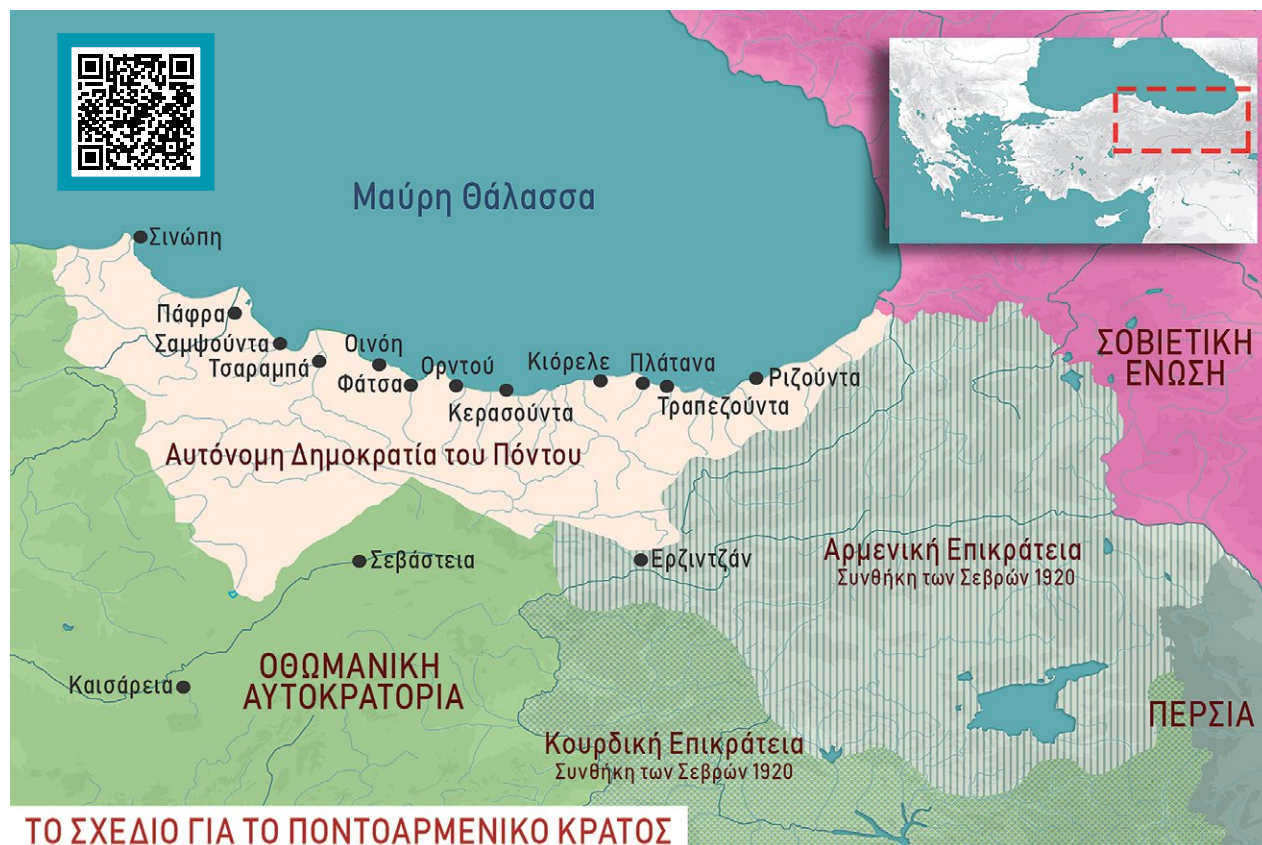 Μαύρη Θάλασσα
Σινώπη
Πάφρα
Σαμψούντα
Τσαραμπά
Οινόη
Φάτσα
Ορντού
Κερασούντα
Κιόρελε
Πλάτανα
Τραπεζούντα
Ριζούντα
ΣΟΒΙΕΤΙΚΗ
ΕΝΩΣΗ
Αυτόνομη Δημοκρατία του Πόντου
Σεβάστεια
Ερζιντζάν
Αρμενική Επικράτεια
Συνθήκη των Σεβρών 1920
ΟΘΩΜΑΝΙΚΗ
ΑΥΤΟΚΡΑΤΟΡΙΑ
Καισάρεια
ΠΕΡΣΙΑ
Κουρδική Επικράτεια
Συνθήκη των Σεβρών 1920
ΤΟ ΣΧΕΔΙΟ ΓΙΑ ΤΟ ΠΟΝΤΟΑΡΜΕΝΙΚΟ ΚΡΑΤΟΣ